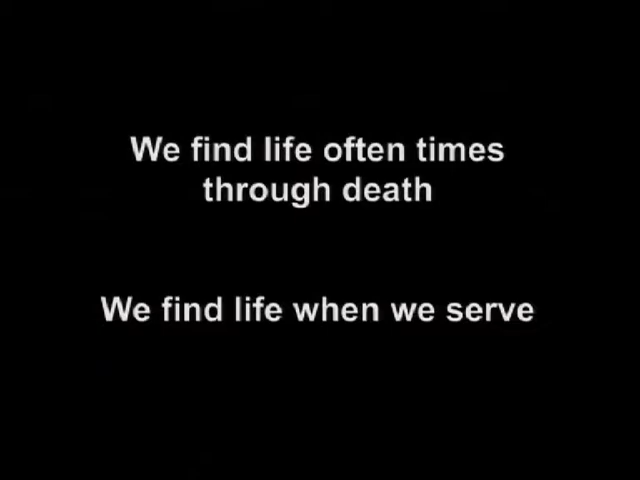 We find life often times
through death
We find life when we serve